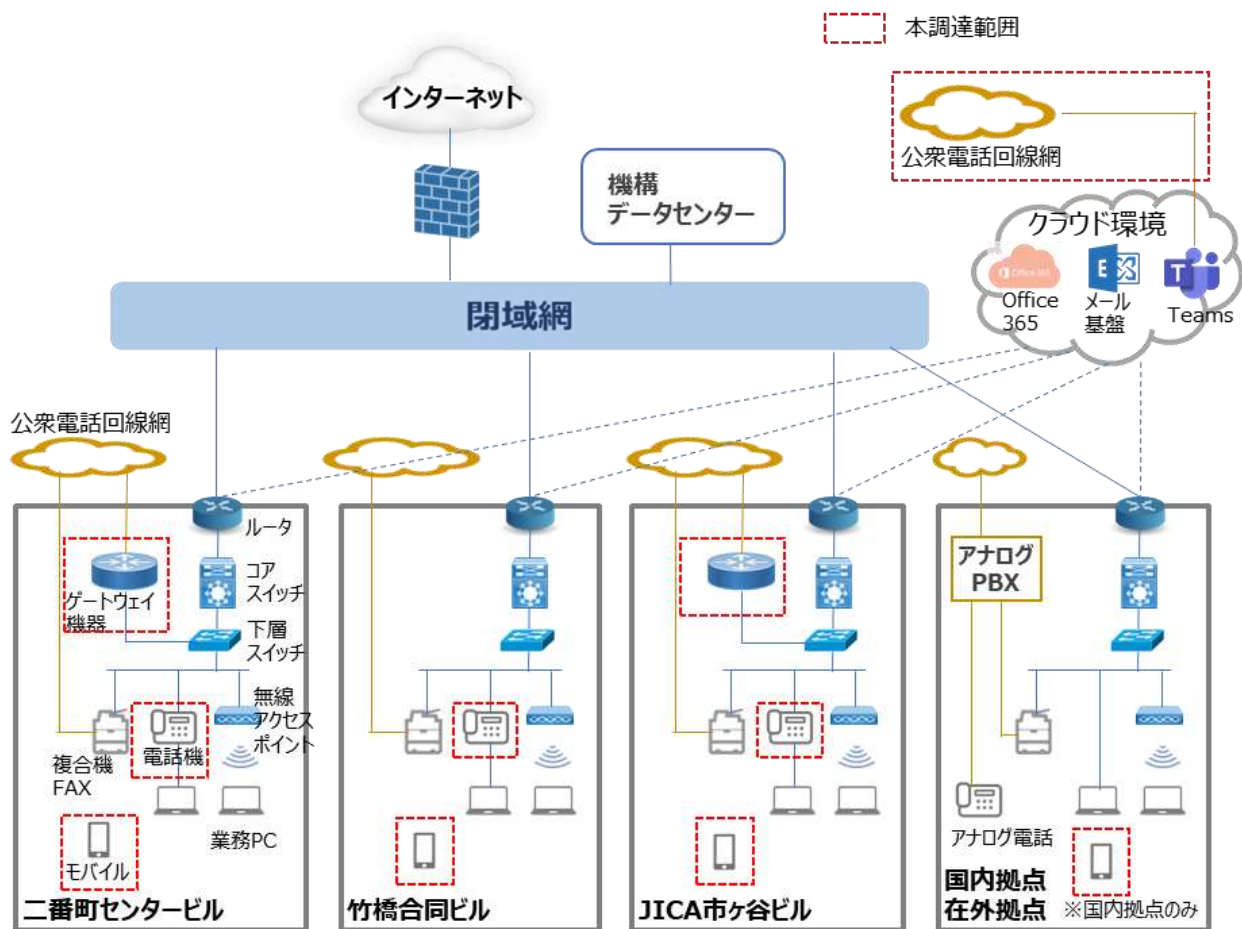 本調達範囲
インターネット
公衆電話回線網
機構
データセンター
クラウド環境
Office 365
E
T
Office
365
メール
基盤
Teams
閉域網
公衆電話回線網
ルータ
コア
スイッチ
ゲートウェイ
機器
下層
スイッチ
無線
アクセス
ポイント
電話機
複合機
FAX
業務PC
モバイル
二番町センタービル
竹橋合同ビル
JICA市ヶ谷ビル
アナログ
PBX
アナログ電話
国内拠点
在外拠点
※国内拠点のみ